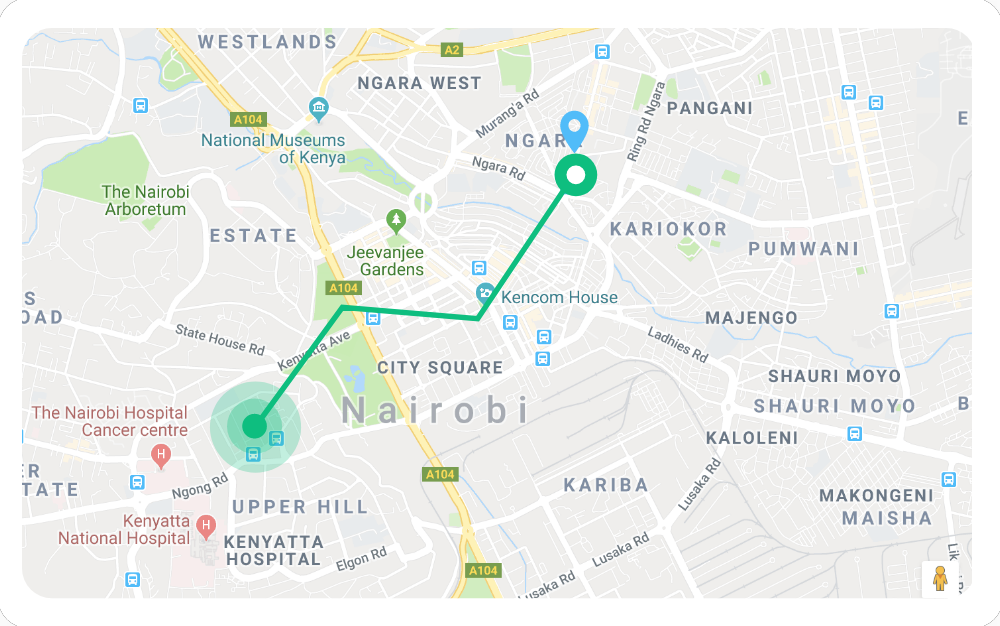 WESTLANDS
A2
NGARA WEST
PANGANI
Murang'a Rd
A104
National Museums
of Kenya
NGAR
Ring Rd Ngara
E
Ngara Rd
The Nairobi
Arboretum
ESTATE
KARIOKOR
PUMWANI
Jeevanjee
Gardens
A104
Kencom House
S
OAD
MAJENGO
State House Rd
Kenyatta Ave
Ladhies Rd
CITY SQUARE
SHAURI MOYO
Nairobi
SHAURI MOYO
B
The Nairobi Hospital
Cancer centre
KALOLENI
H
ER
TATE
A104
Ngong Rd
KARIBA
Lusaka Rd
MAKONGENI
MAISHA
UPPER HILL
Kenyatta
National Hospital
H
KENYATTA
HOSPITAL
Elgon Rd
Lusaka Rd
A104
Lusaka Rd
Lik